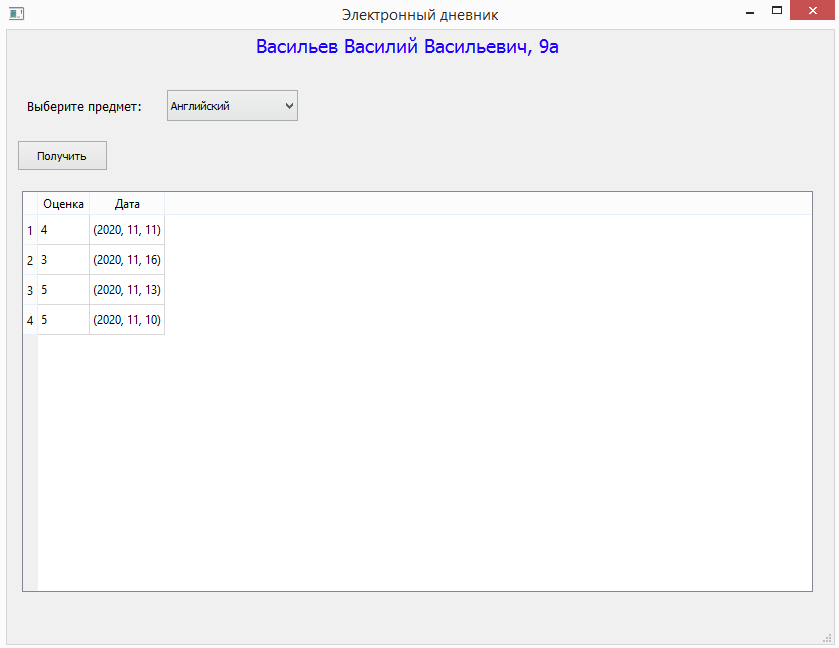 Электронный дневник
Васильев Василий Васильевич, 9а
Выберите предмет: Английский
Получить
Оценка Дата
1 4 (2020, 11, 11)
2 3 (2020, 11, 16)
3 5 (2020, 11, 13)
4 5 (2020, 11, 10)